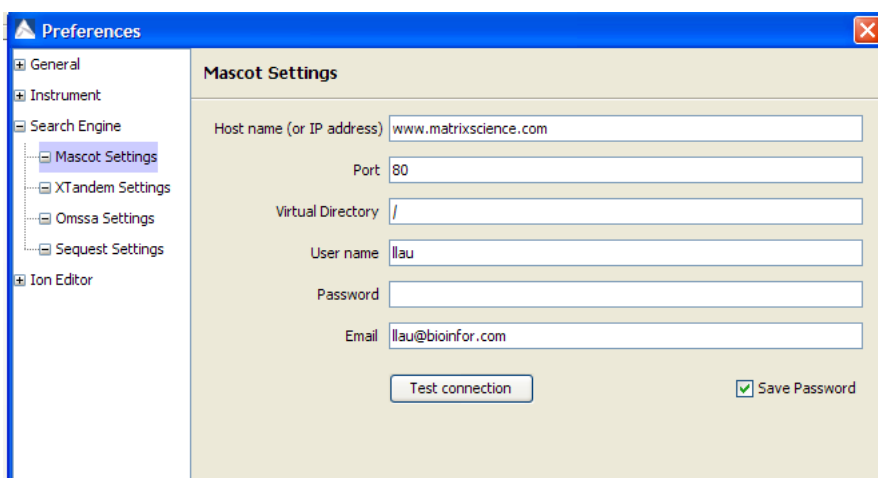 Preferences
General
Instrument
Search Engine
Mascot Settings
XTandem Settings
Omssa Settings
Sequest Settings
Ion Editor
Mascot Settings
Host name (or IP address) www.matrixscience.com
Port 80
Virtual Directory /
User name llau
Password
Email llau@bioinfor.com
Test connection Save Password